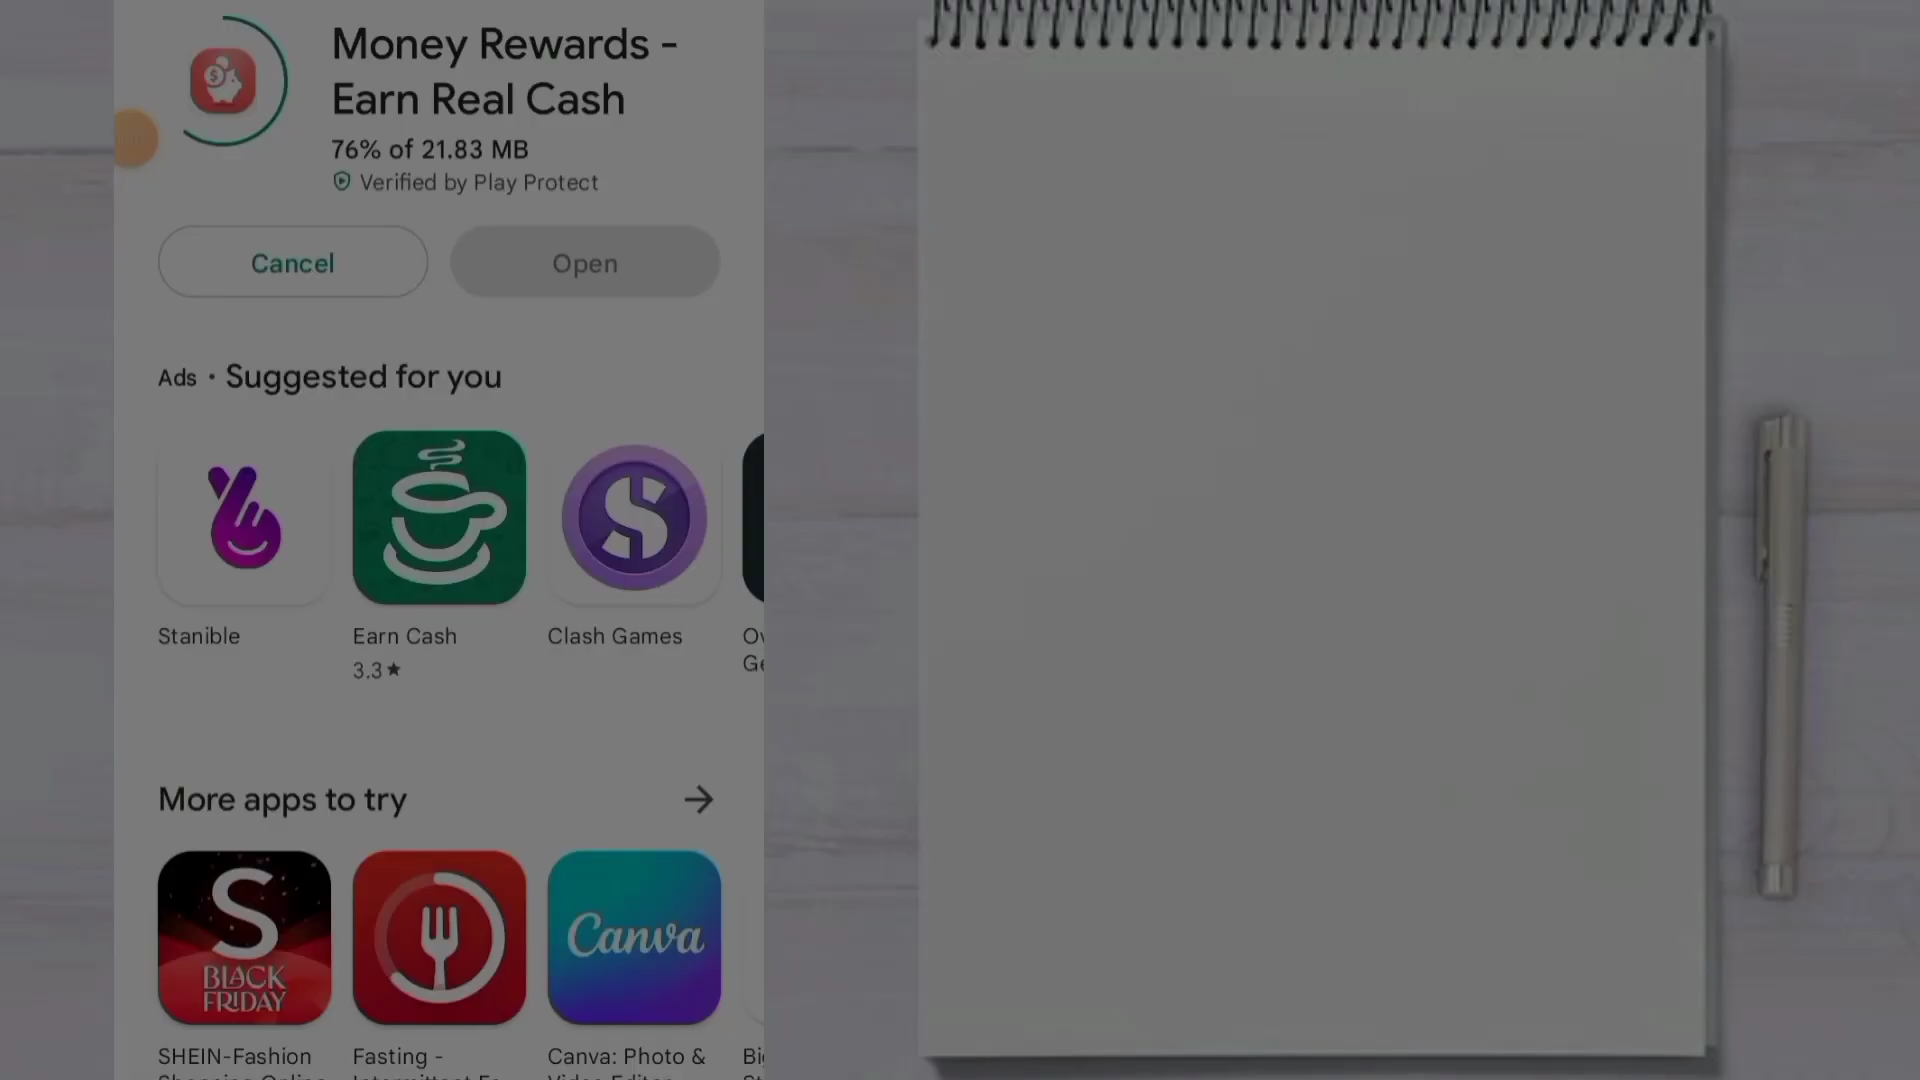 Money Rewards -
Earn Real Cash
76% of 21.83 MB
Verified by Play Protect
Cancel
Open
Ads • Suggested for you
Stanible
Earn Cash
3.3★
Clash Games
More apps to try
S
BLACK
FRIDAY
Canva
SHEIN-Fashion
Fasting -
Canva: Photo &